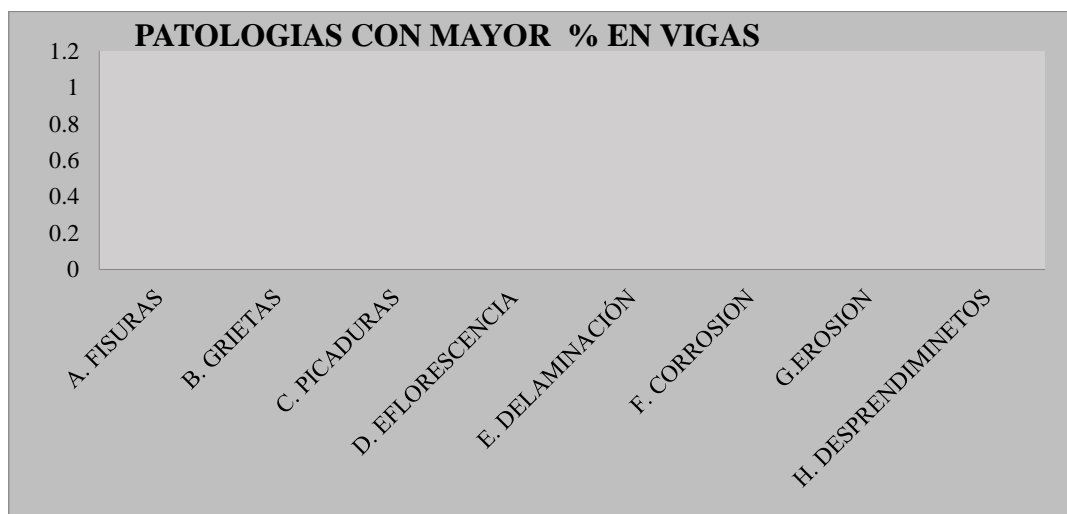 PATOLOGIAS CON MAYOR % EN VIGAS
1.2
1
0.8
0.6
0.4
0.2
0
A. FISURAS
B. GRIETAS
C. PICADURAS
D. EFLORESCENCIA
E. DELAMINACIÓN
F. CORROSION
G.EROSION
H. DESPRENDIMINETOS